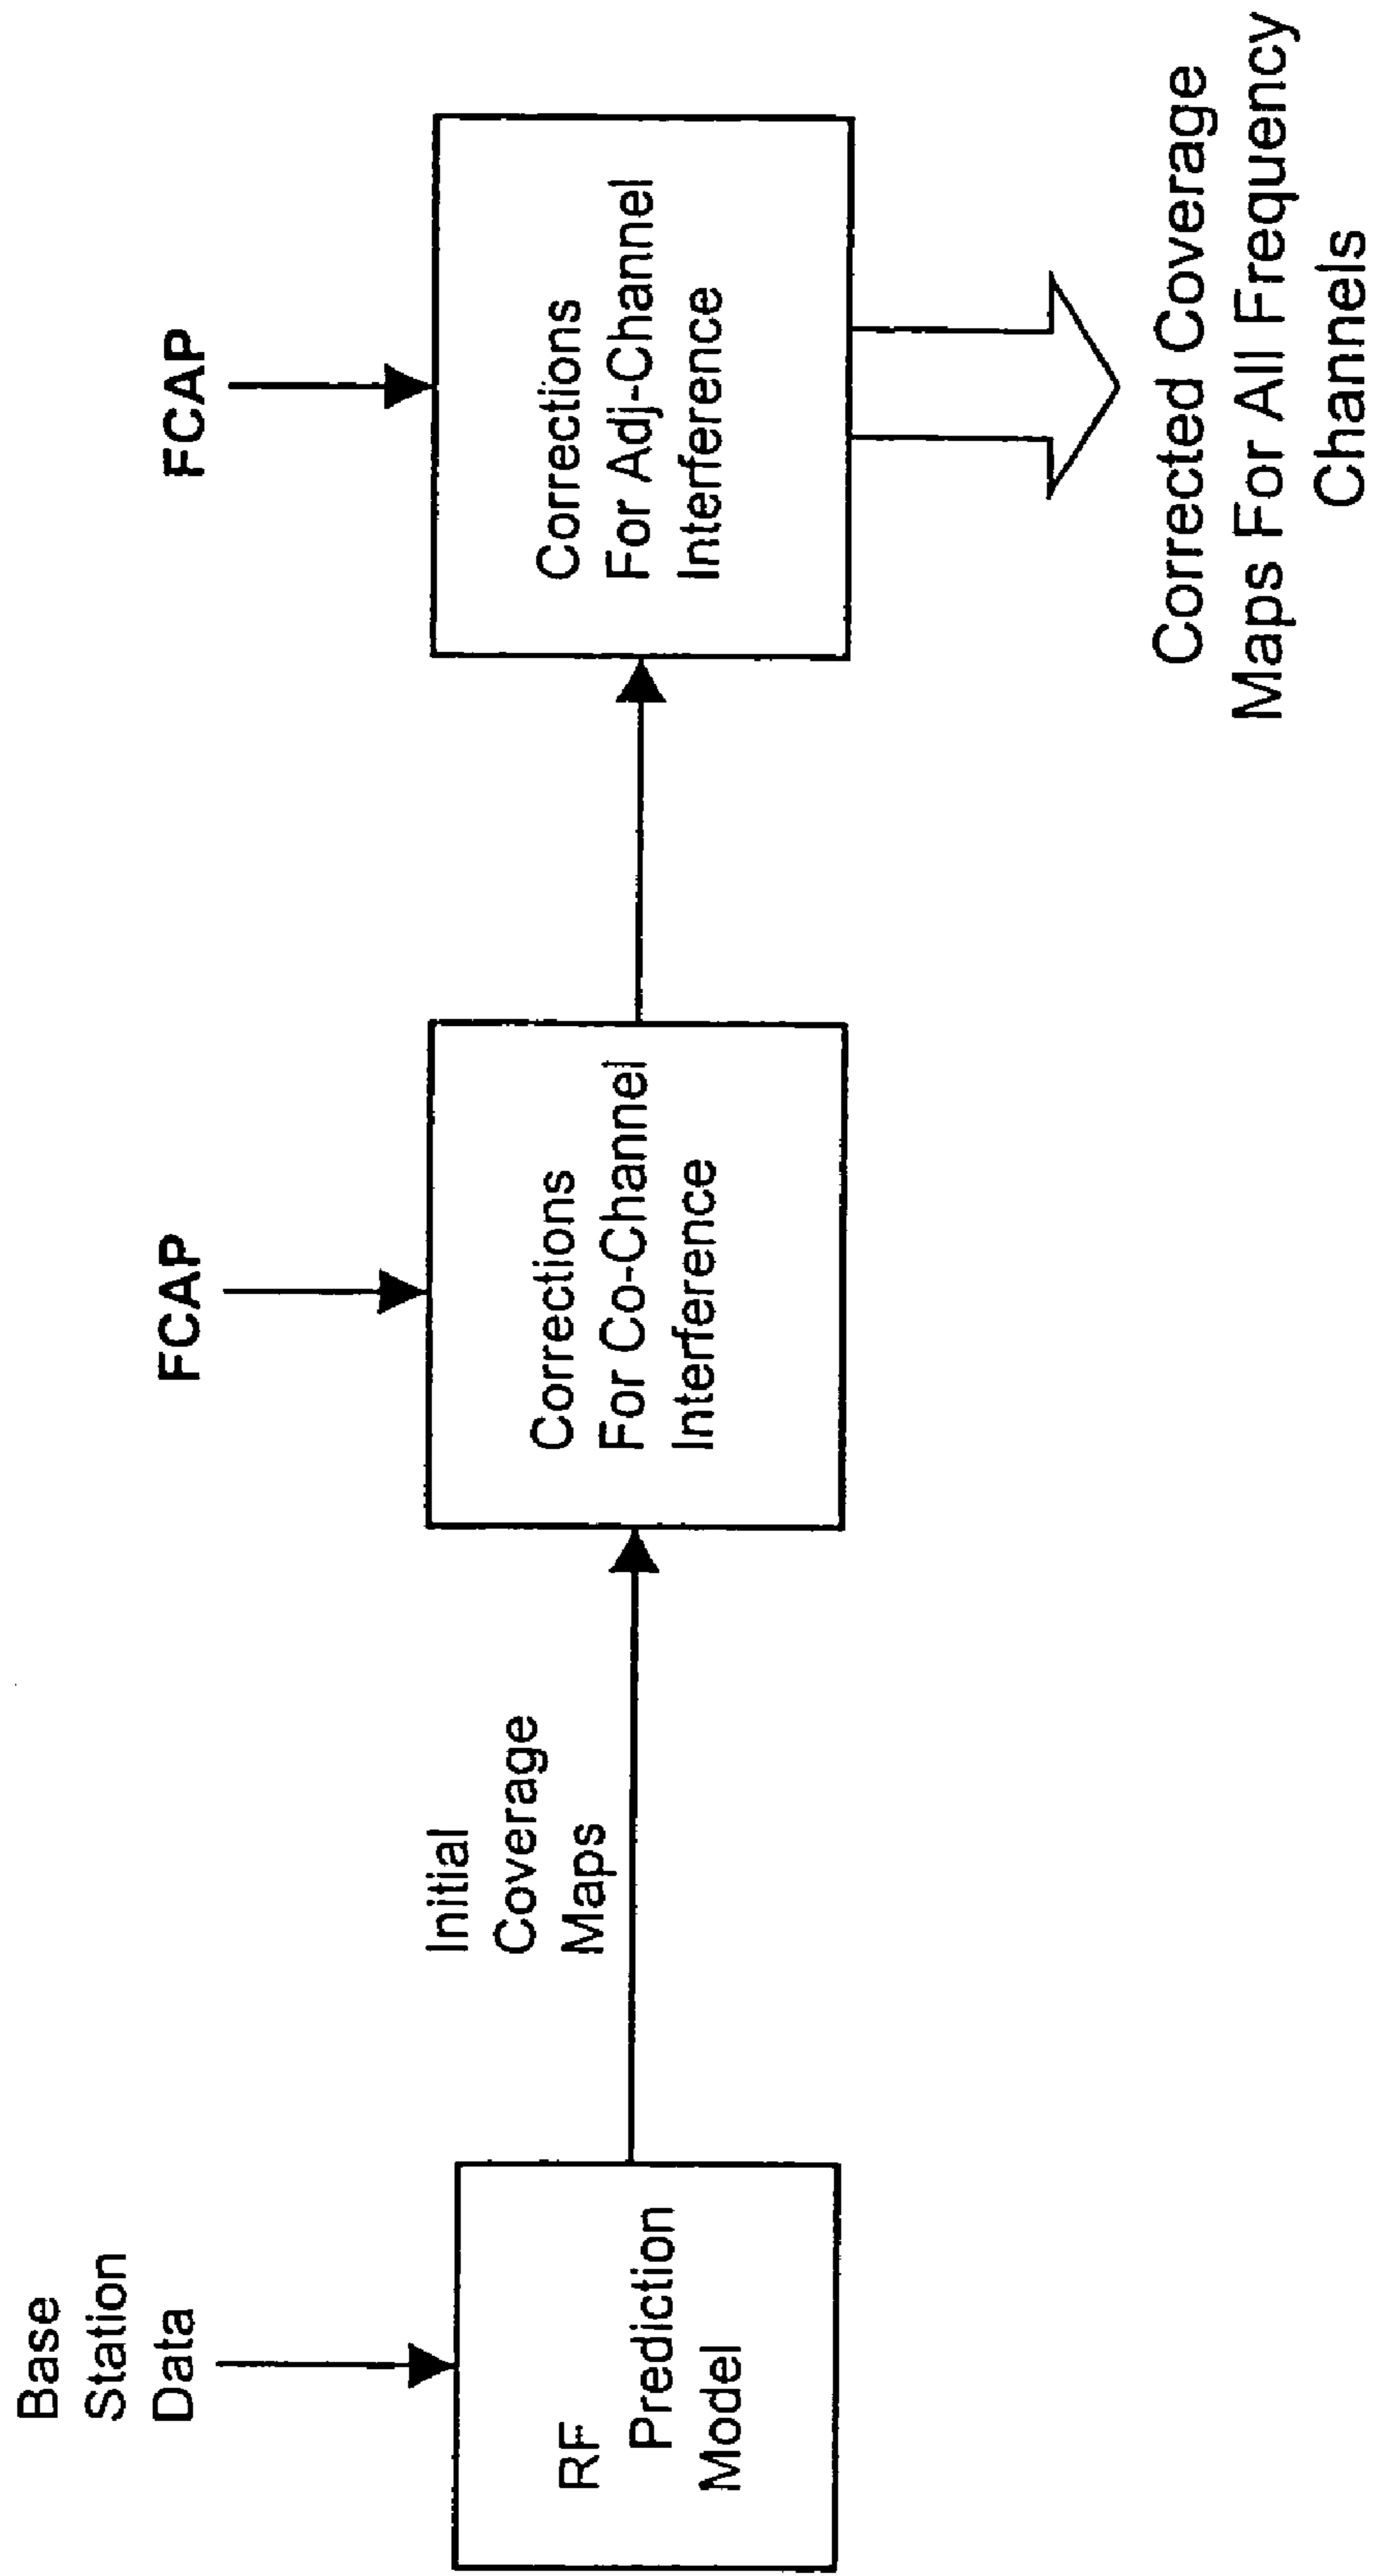 Base
Station
Data
RF
Prediction
Model
Initial
Coverage
Maps
FCAP
Corrections
For Co-Channel
Interference
FCAP
Corrections
For Adj-Channel
Interference
Corrected Coverage
Maps For All Frequency
Channels